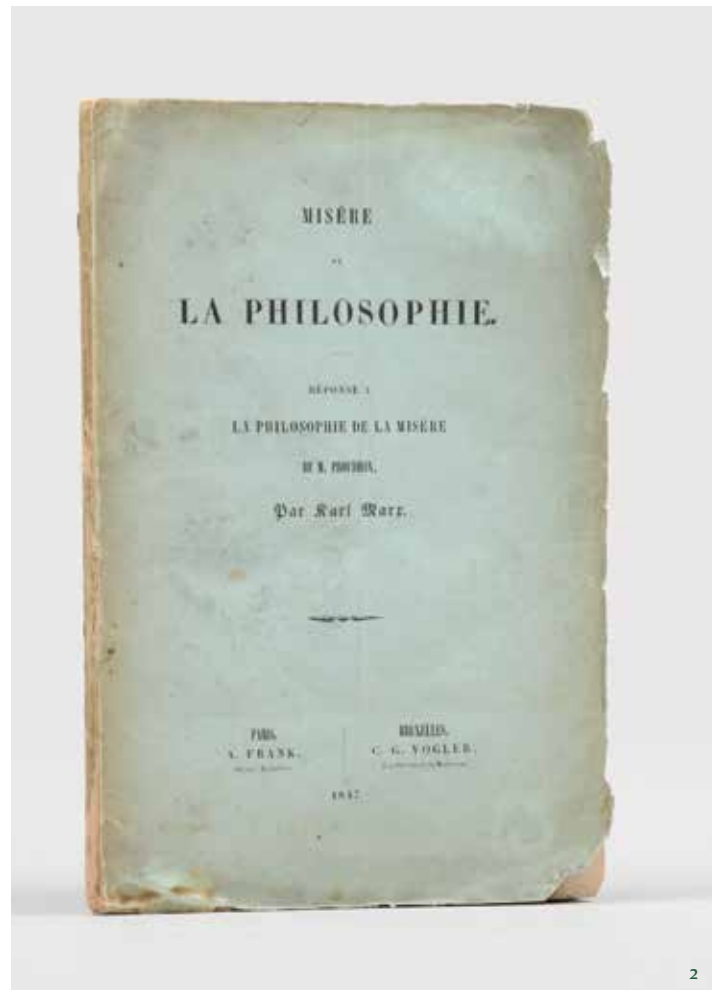 MISÈRE
DE
LA PHILOSOPHIE.
RÉPONSE A
LA PHILOSOPHIE DE LA MISÈRE
DE M. PROUDHON,
Par Karl Marx.
PARIS,
A. FRANK,
BRUXELLES,
C. G. VOGLER,
1847
2